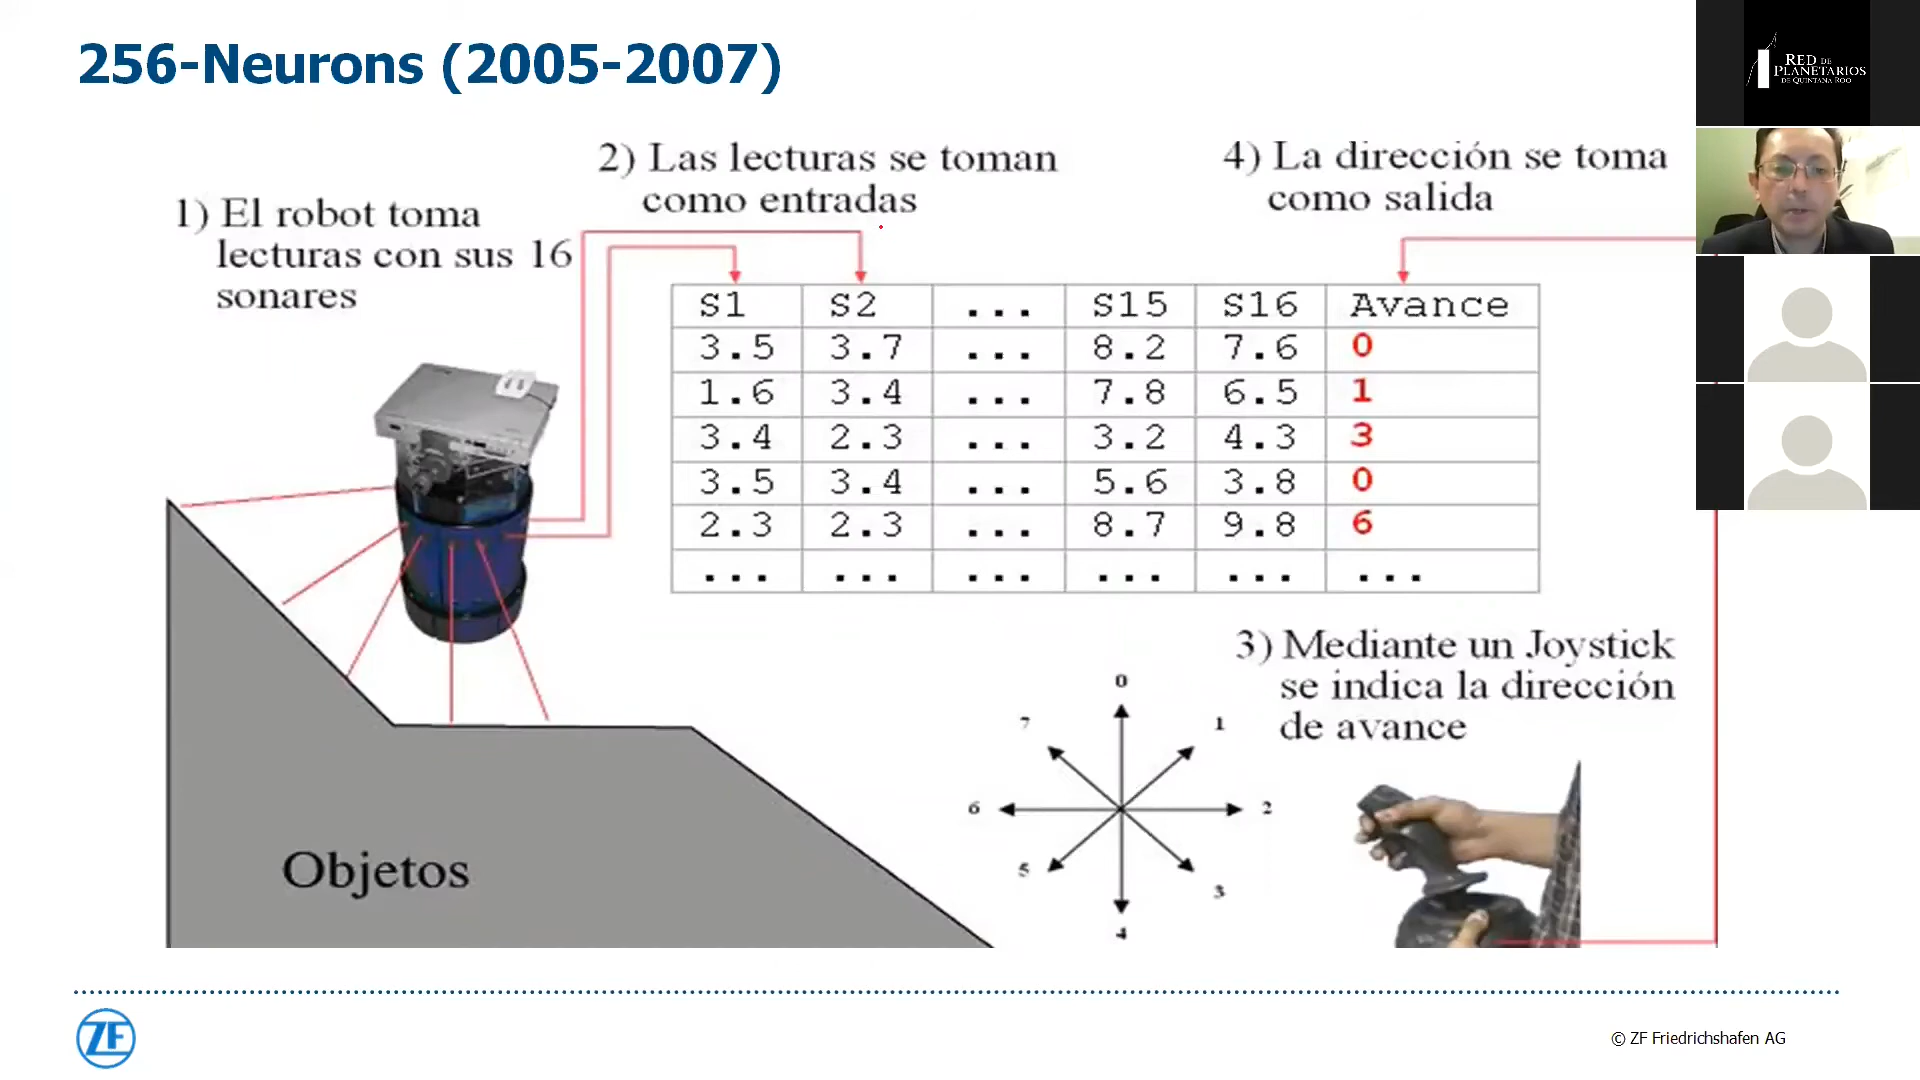 256-Neurons (2005-2007)
RED DE
PLANETARIOS
DE QUINTANA ROO
1) El robot toma
lecturas con sus 16
sonares
2) Las lecturas se toman
como entradas
4) La dirección se toma
como salida
S1 S2 ... S15 S16 Avance
3.5 3.7 ... 8.2 7.6 0
1.6 3.4 ... 7.8 6.5 1
3.4 2.3 ... 3.2 4.3 3
3.5 3.4 ... 5.6 3.8 0
2.3 2.3 ... 8.7 9.8 6
... ... ... ... ... ...
3) Mediante un Joystick
se indica la dirección
de avance
0
7 1
6 2
5 3
4
Objetos
ZF
© ZF Friedrichshafen AG